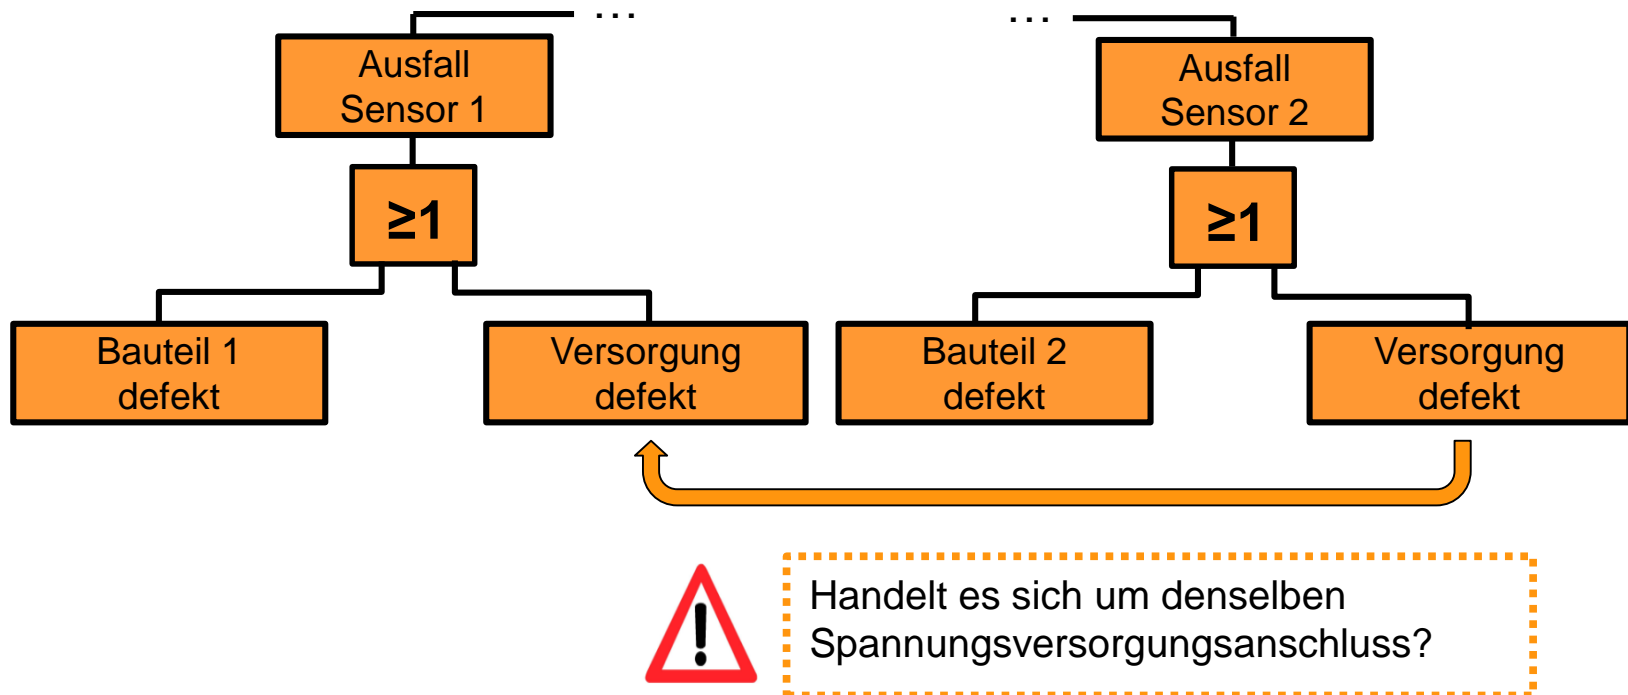 ...
...
Ausfall
Sensor 1
Ausfall
Sensor 2
≥1
≥1
Bauteil 1
defekt
Versorgung
defekt
Bauteil 2
defekt
Versorgung
defekt
!
Handelt es sich um denselben
Spannungsversorgungsanschluss?